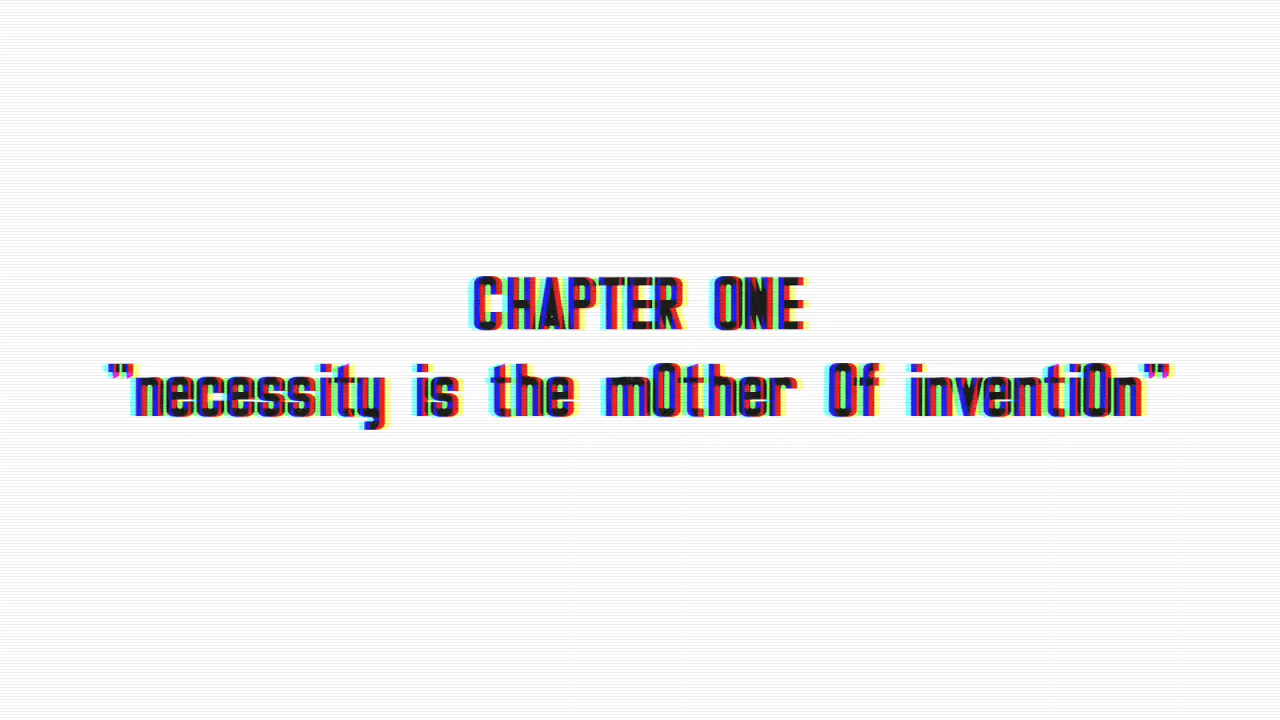 CHAPTER ONE
"necessity is the m0ther 0f inventi0n"